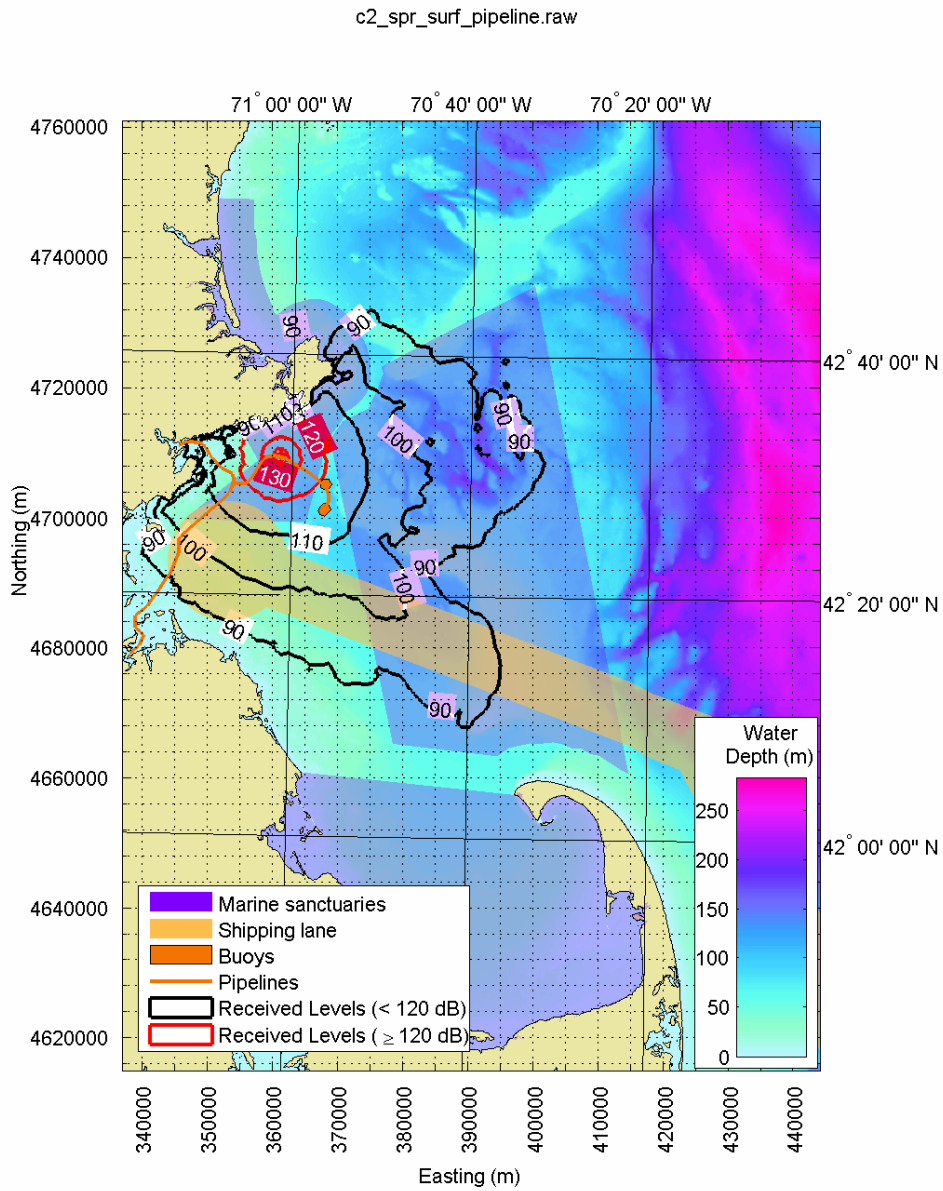 c2_spr_surf_pipeline.raw
71° 00' 00" W
70° 40' 00" W
70° 20' 00" W
4760000
4740000
4720000
4700000
4680000
4660000
4640000
4620000
Northing (m)
42° 40' 00" N
42° 20' 00" N
42° 00' 00" N
90
90
90
110
120
100
90
90
130
110
90
100
90
100
90
90
Water
Depth (m)
250
200
150
100
50
0
Marine sanctuaries
Shipping lane
Buoys
Pipelines
Received Levels (< 120 dB)
Received Levels ( ≥ 120 dB)
340000
350000
360000
370000
380000
390000
400000
410000
420000
430000
440000
Easting (m)